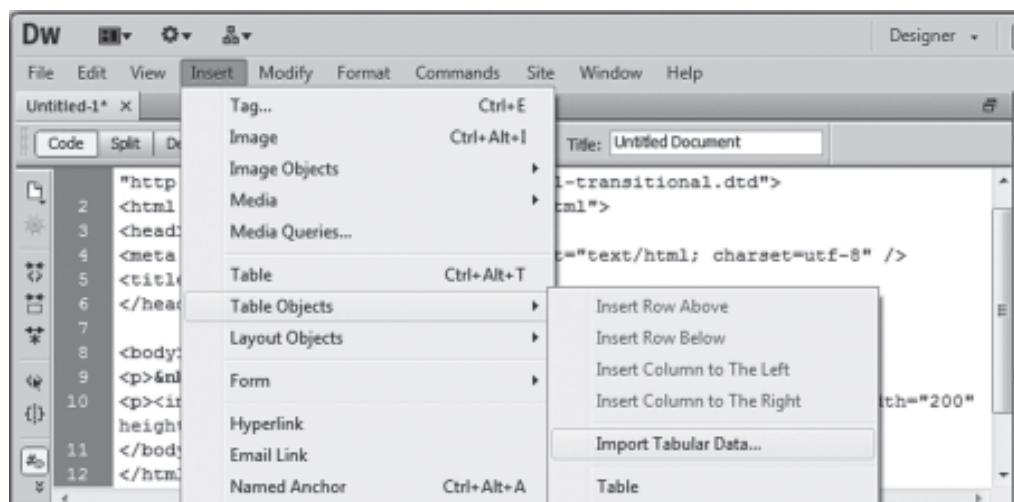 Dw Designer
File Edit View Insert Modify Format Commands Site Window Help
Untitled-1* ×
Code Split Title: Untitled Document
Tag... Ctrl+E
Image Ctrl+Alt+I
Image Objects
Media
Media Queries...
Table Ctrl+Alt+T
Table Objects
Layout Objects
Form
Hyperlink
Email Link
Named Anchor Ctrl+Alt+A
Insert Row Above
Insert Row Below
Insert Column to The Left
Insert Column to The Right
Import Tabular Data...
Table
"http l-transitional.dtd">
2 <html tml">
3 <head>
4 <meta t="text/html; charset=utf-8" />
5 <title
6 </head
7
8 <body>
9 <p>&nb
10 <p><im idth="200"
height
11 </body
12 </html